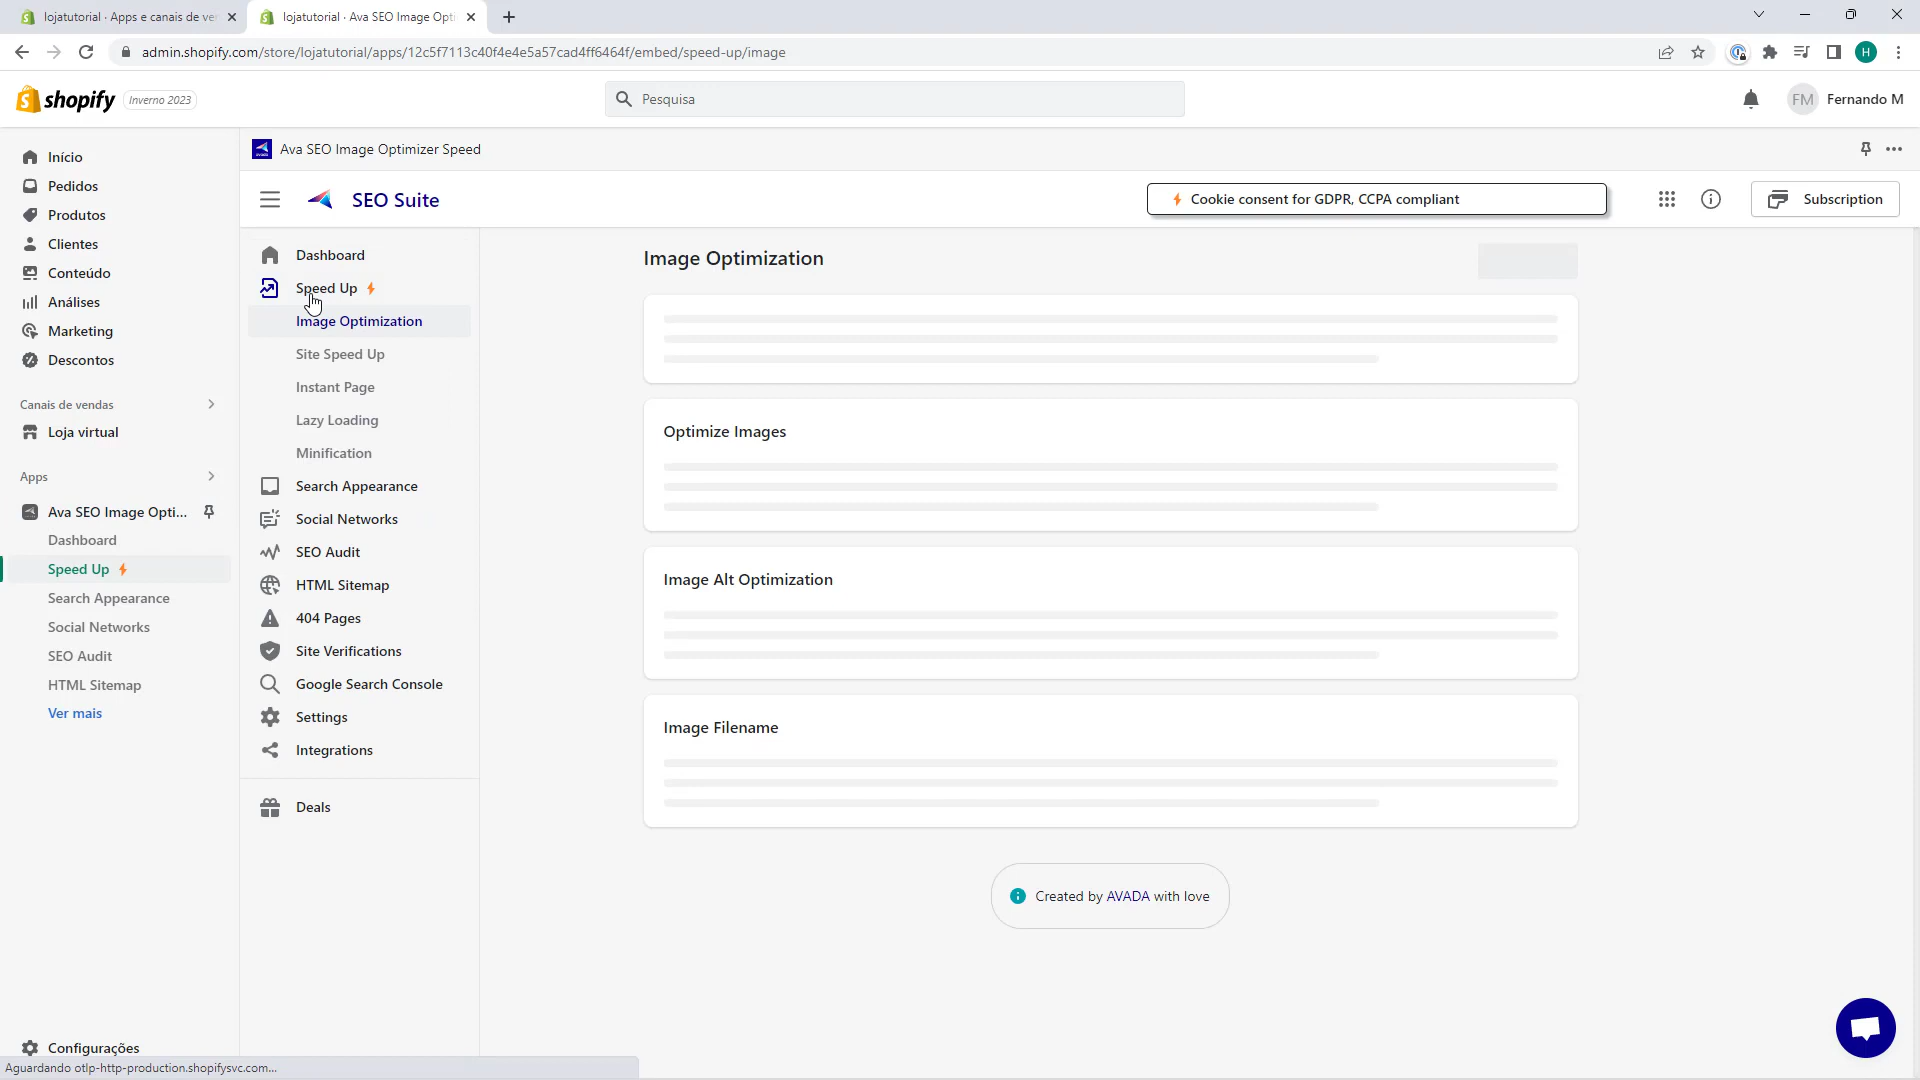 lojatutorial · Apps e canais de ve
lojatutorial · Ava SEO Image Opti
admin.shopify.com/store/lojatutorial/apps/12c5f7113c40f4e4e5a57cad4ff6464f/embed/speed-up/image
H
shopify
Inverno 2023
Pesquisa
FM
Fernando M
Início
Pedidos
Produtos
Clientes
Conteúdo
Análises
Marketing
Descontos
Canais de vendas
Loja virtual
Apps
Ava SEO Image Opti...
Dashboard
Speed Up
Search Appearance
Social Networks
SEO Audit
HTML Sitemap
Ver mais
Configurações
Aguardando otlp-http-production.shopifysvc.com...
Ava SEO Image Optimizer Speed
SEO Suite
Cookie consent for GDPR, CCPA compliant
Subscription
Dashboard
Speed Up
Image Optimization
Site Speed Up
Instant Page
Lazy Loading
Minification
Search Appearance
Social Networks
SEO Audit
HTML Sitemap
404 Pages
Site Verifications
Google Search Console
Settings
Integrations
Deals
Image Optimization
Optimize Images
Image Alt Optimization
Image Filename
Created by AVADA with love